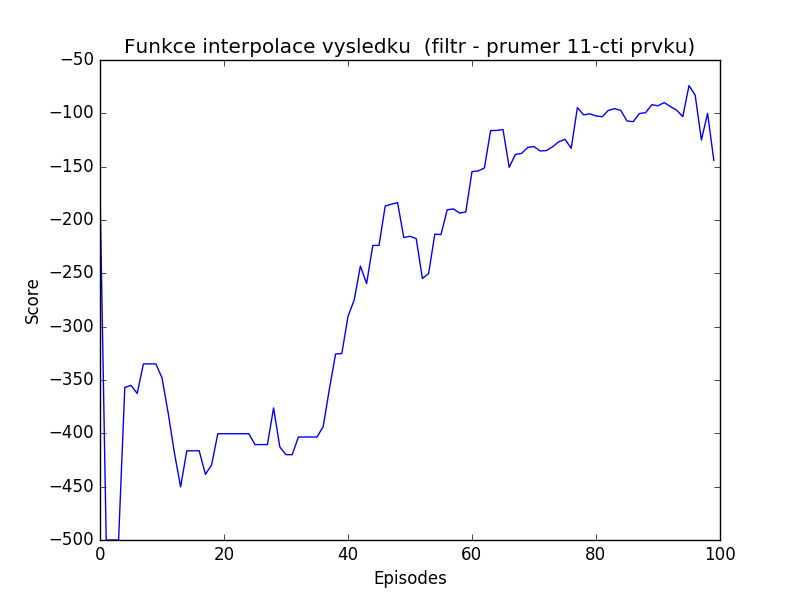 Funkce interpolace vysledku  (filtr - prumer 11-cti prvku)
−50
−100
−150
−200
−250
−300
−350
−400
−450
−500
Score
0 20 40 60 80 100
Episodes